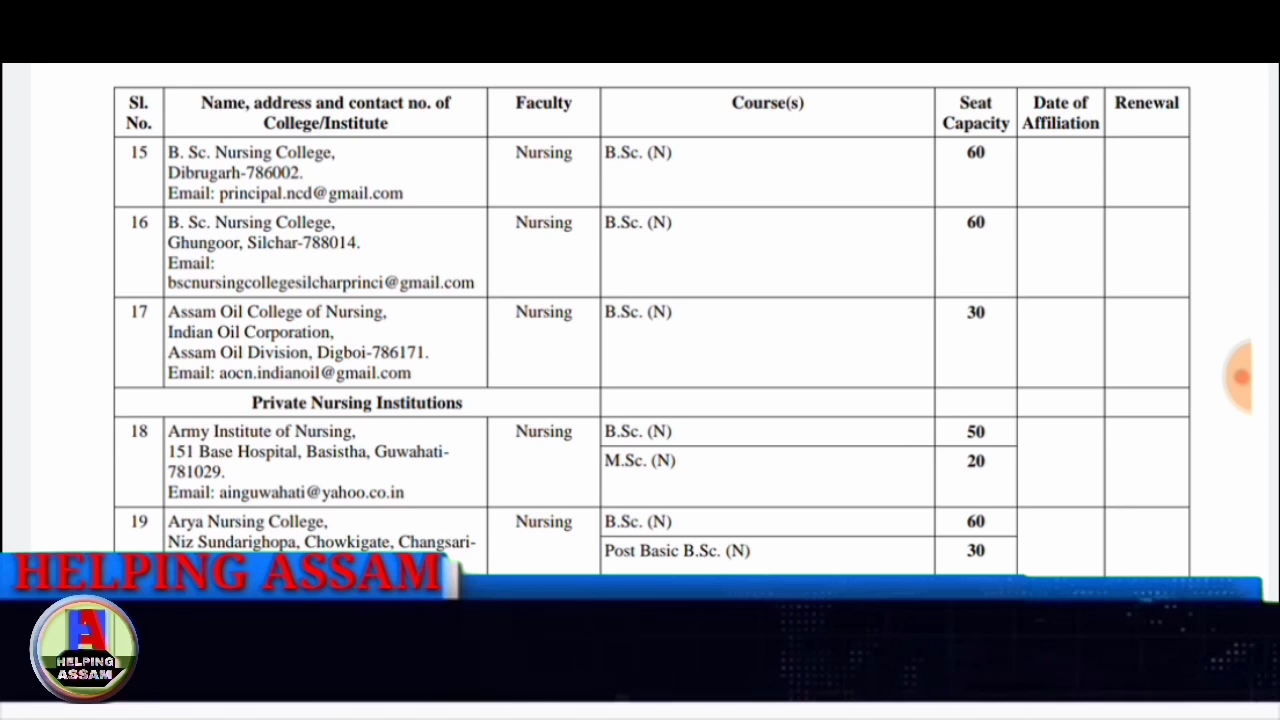 Sl. No. Name, address and contact no. of College/Institute Faculty Course(s) Seat Capacity Date of Affiliation Renewal
15 B. Sc. Nursing College, Nursing B.Sc. (N) 60
Dibrugarh-786002.
Email: principal.ncd@gmail.com
16 B. Sc. Nursing College, Nursing B.Sc. (N) 60
Ghungoor, Silchar-788014.
Email:
bscnursingcollegesilcharprinci@gmail.com
17 Assam Oil College of Nursing, Nursing B.Sc. (N) 30
Indian Oil Corporation,
Assam Oil Division, Digboi-786171.
Email: aocn.indianoil@gmail.com
Private Nursing Institutions
18 Army Institute of Nursing, Nursing B.Sc. (N) 50
151 Base Hospital, Basistha, Guwahati- M.Sc. (N) 20
781029.
Email: ainguwahati@yahoo.co.in
19 Arya Nursing College, Nursing B.Sc. (N) 60
Niz Sundarighopa, Chowkigate, Changsari- Post Basic B.Sc. (N) 30
HELPING ASSAM
HELPING
ASSAM